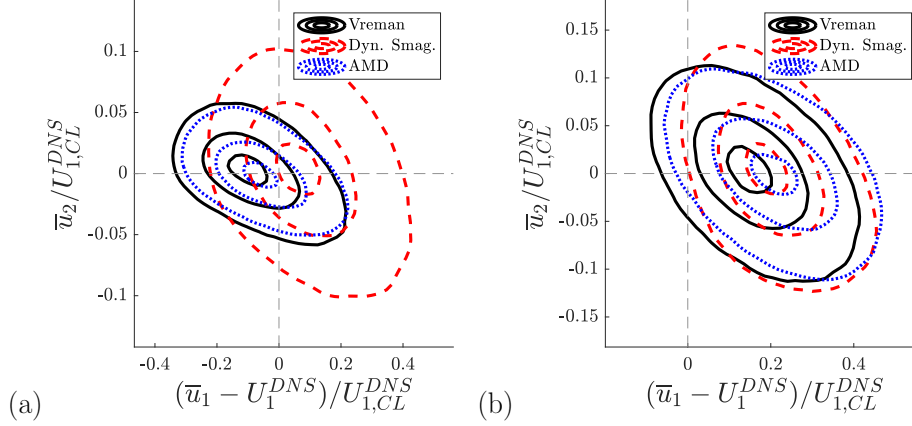 (a)
0.1
0.05
0
-0.05
-0.1
-0.4
-0.2
0
0.2
0.4
u̅₂/U₁,CL^DNS
(u̅₁ − U₁^DNS)/U₁,CL^DNS
Vreman
Dyn. Smag.
AMD
(b)
0.15
0.1
0.05
0
-0.05
-0.1
-0.15
0
0.2
0.4
u̅₂/U₁,CL^DNS
(u̅₁ − U₁^DNS)/U₁,CL^DNS
Vreman
Dyn. Smag.
AMD